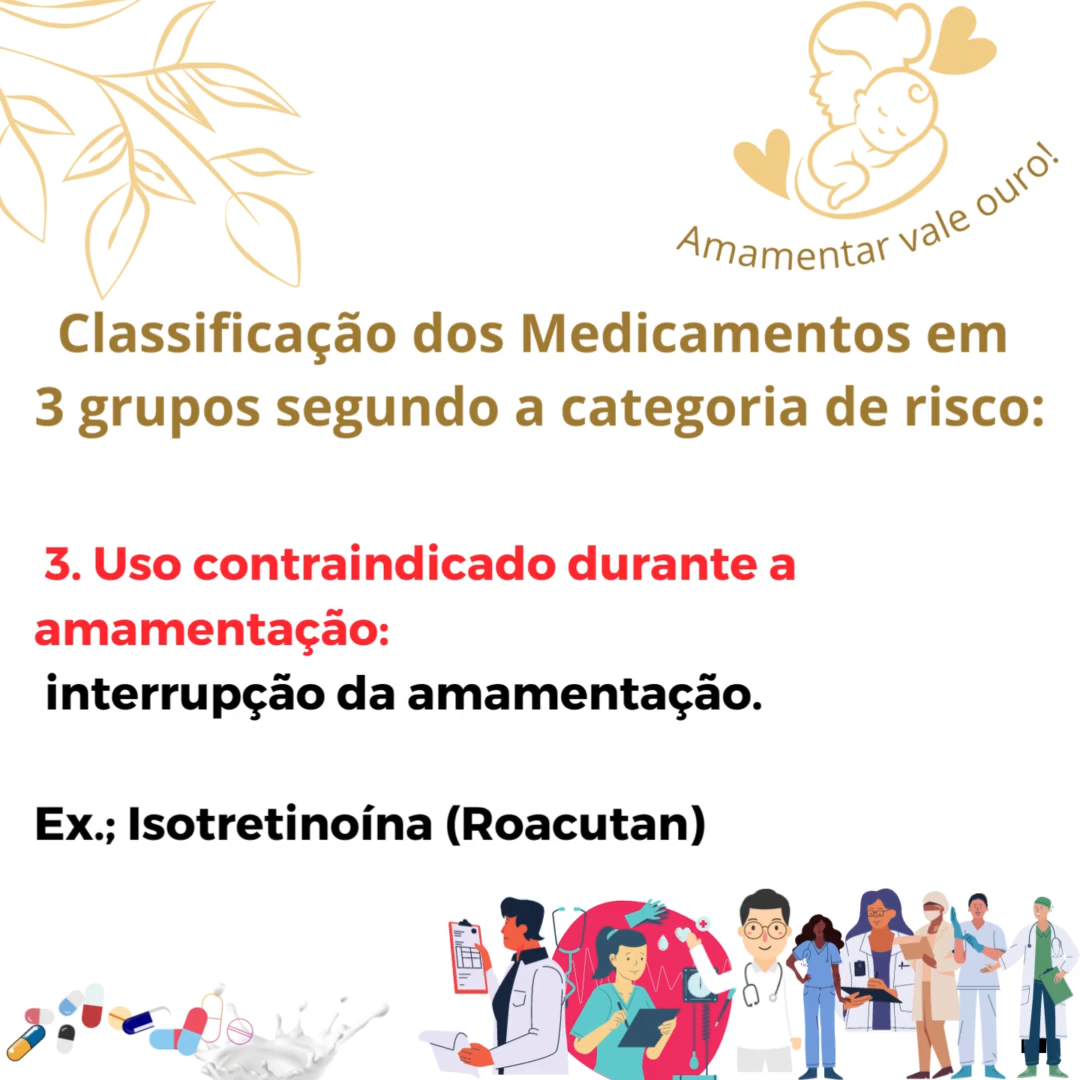 Amamentar vale ouro!
Classificação dos Medicamentos em
3 grupos segundo a categoria de risco:
3. Uso contraindicado durante a
amamentação:
interrupção da amamentação.
Ex.; Isotretinoína (Roacutan)